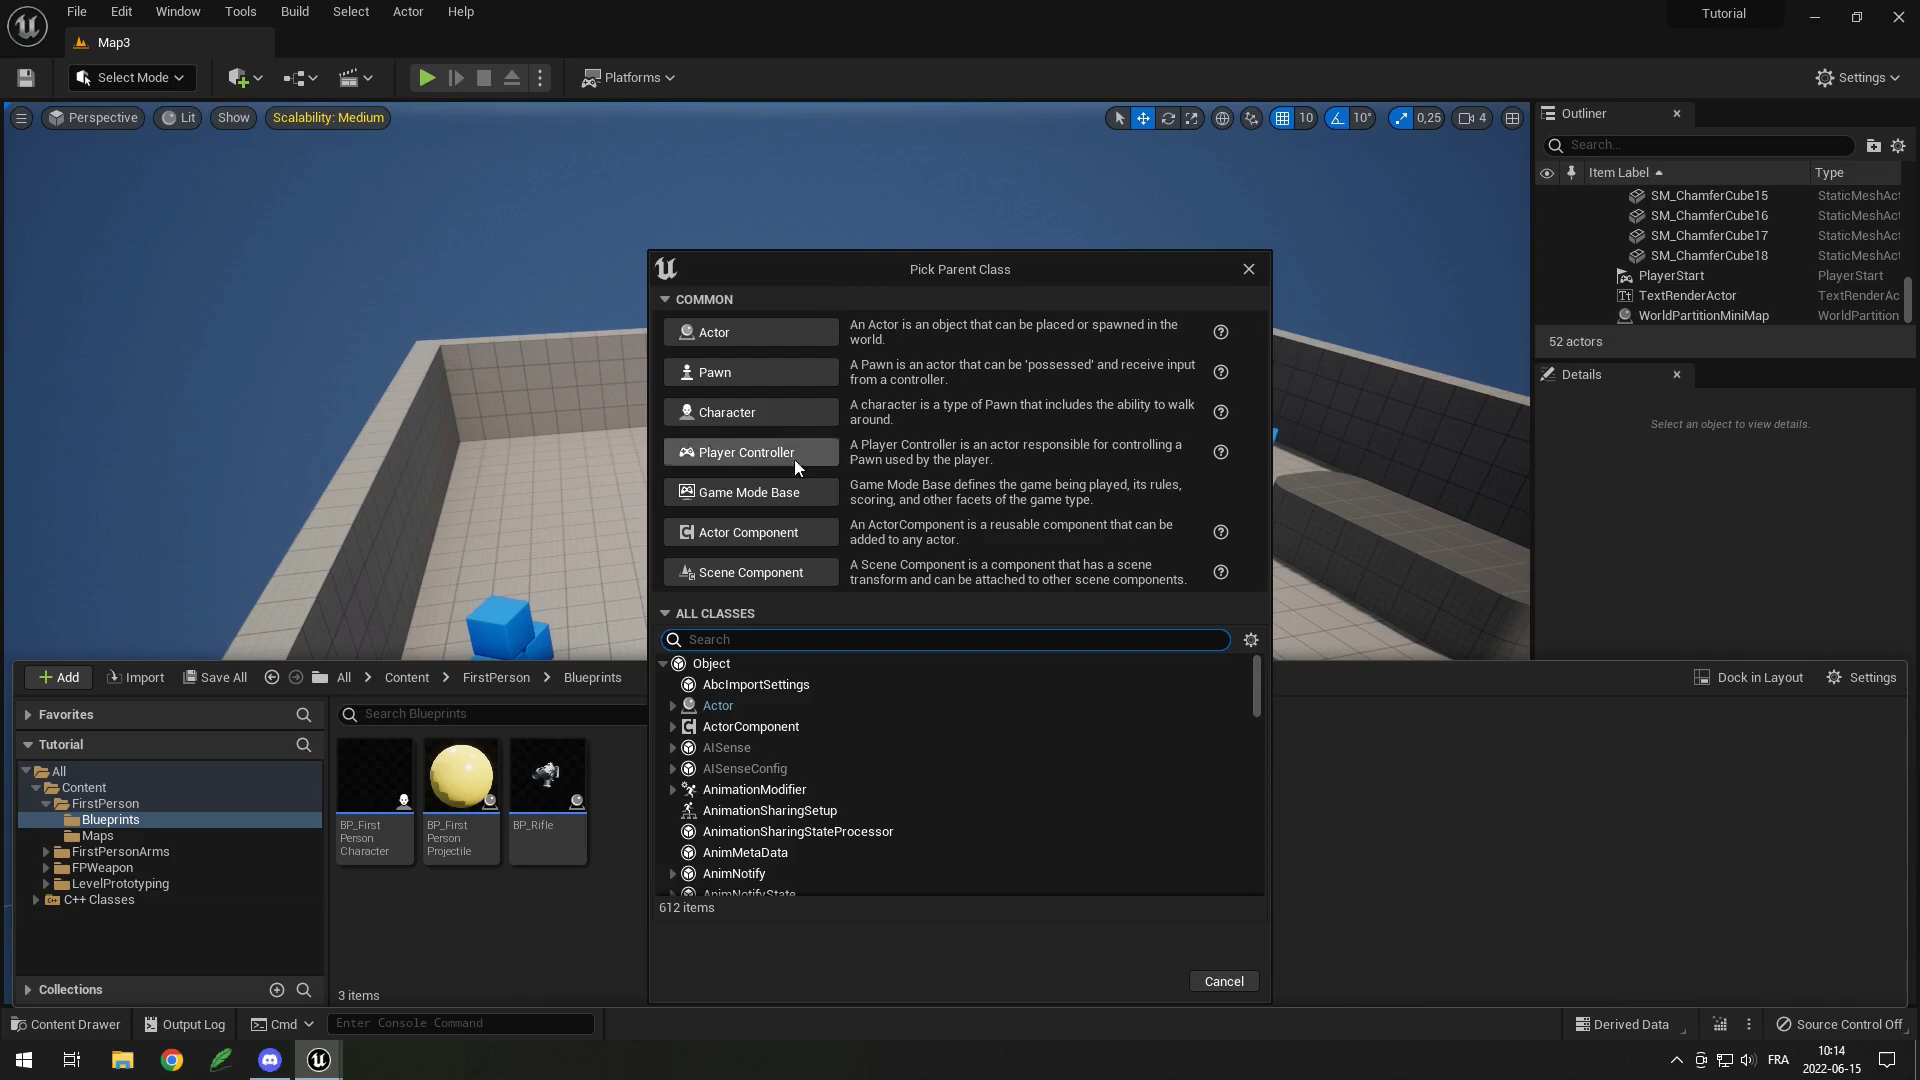 File Edit Window Tools Build Select Actor Help
Tutorial
Map3
Select Mode
Platforms
Settings
Perspective
Lit
Show
Scalability: Medium
10
10°
0,25
4
Outliner
Search...
Item Label
Type
SM_ChamferCube15 StaticMeshAct
SM_ChamferCube16 StaticMeshAct
SM_ChamferCube17 StaticMeshAct
SM_ChamferCube18 StaticMeshAct
PlayerStart PlayerStart
TextRenderActor TextRenderAc
WorldPartitionMiniMap WorldPartition
52 actors
Details
Select an object to view details.
Pick Parent Class
COMMON
Actor
An Actor is an object that can be placed or spawned in the
world.
Pawn
A Pawn is an actor that can be 'possessed' and receive input
from a controller.
Character
A character is a type of Pawn that includes the ability to walk
around.
Player Controller
A Player Controller is an actor responsible for controlling a
Pawn used by the player.
Game Mode Base
Game Mode Base defines the game being played, its rules,
scoring, and other facets of the game type.
Actor Component
An ActorComponent is a reusable component that can be
added to any actor.
Scene Component
A Scene Component is a component that has a scene
transform and can be attached to other scene components.
ALL CLASSES
Search
Object
AbcImportSettings
Actor
ActorComponent
AISense
AISenseConfig
AnimationModifier
AnimationSharingSetup
AnimationSharingStateProcessor
AnimMetaData
AnimNotify
AnimNotifyState
612 items
Cancel
Add
Import
Save All
All
Content
FirstPerson
Blueprints
Dock in Layout
Settings
Favorites
Search Blueprints
Tutorial
All
Content
FirstPerson
Blueprints
Maps
FirstPersonArms
FPWeapon
LevelPrototyping
C++ Classes
Collections
BP_First
Person
Character
BP_First
Person
Projectile
BP_Rifle
3 items
Content Drawer
Output Log
Cmd
Enter Console Command
Derived Data
Source Control Off
FRA
10:14
2022-06-15